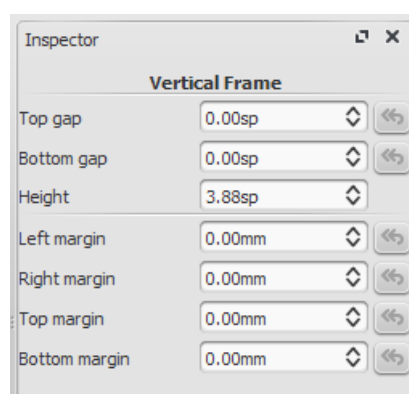 Inspector
Vertical Frame
Top gap 0.00sp
Bottom gap 0.00sp
Height 3.88sp
Left margin 0.00mm
Right margin 0.00mm
Top margin 0.00mm
Bottom margin 0.00mm